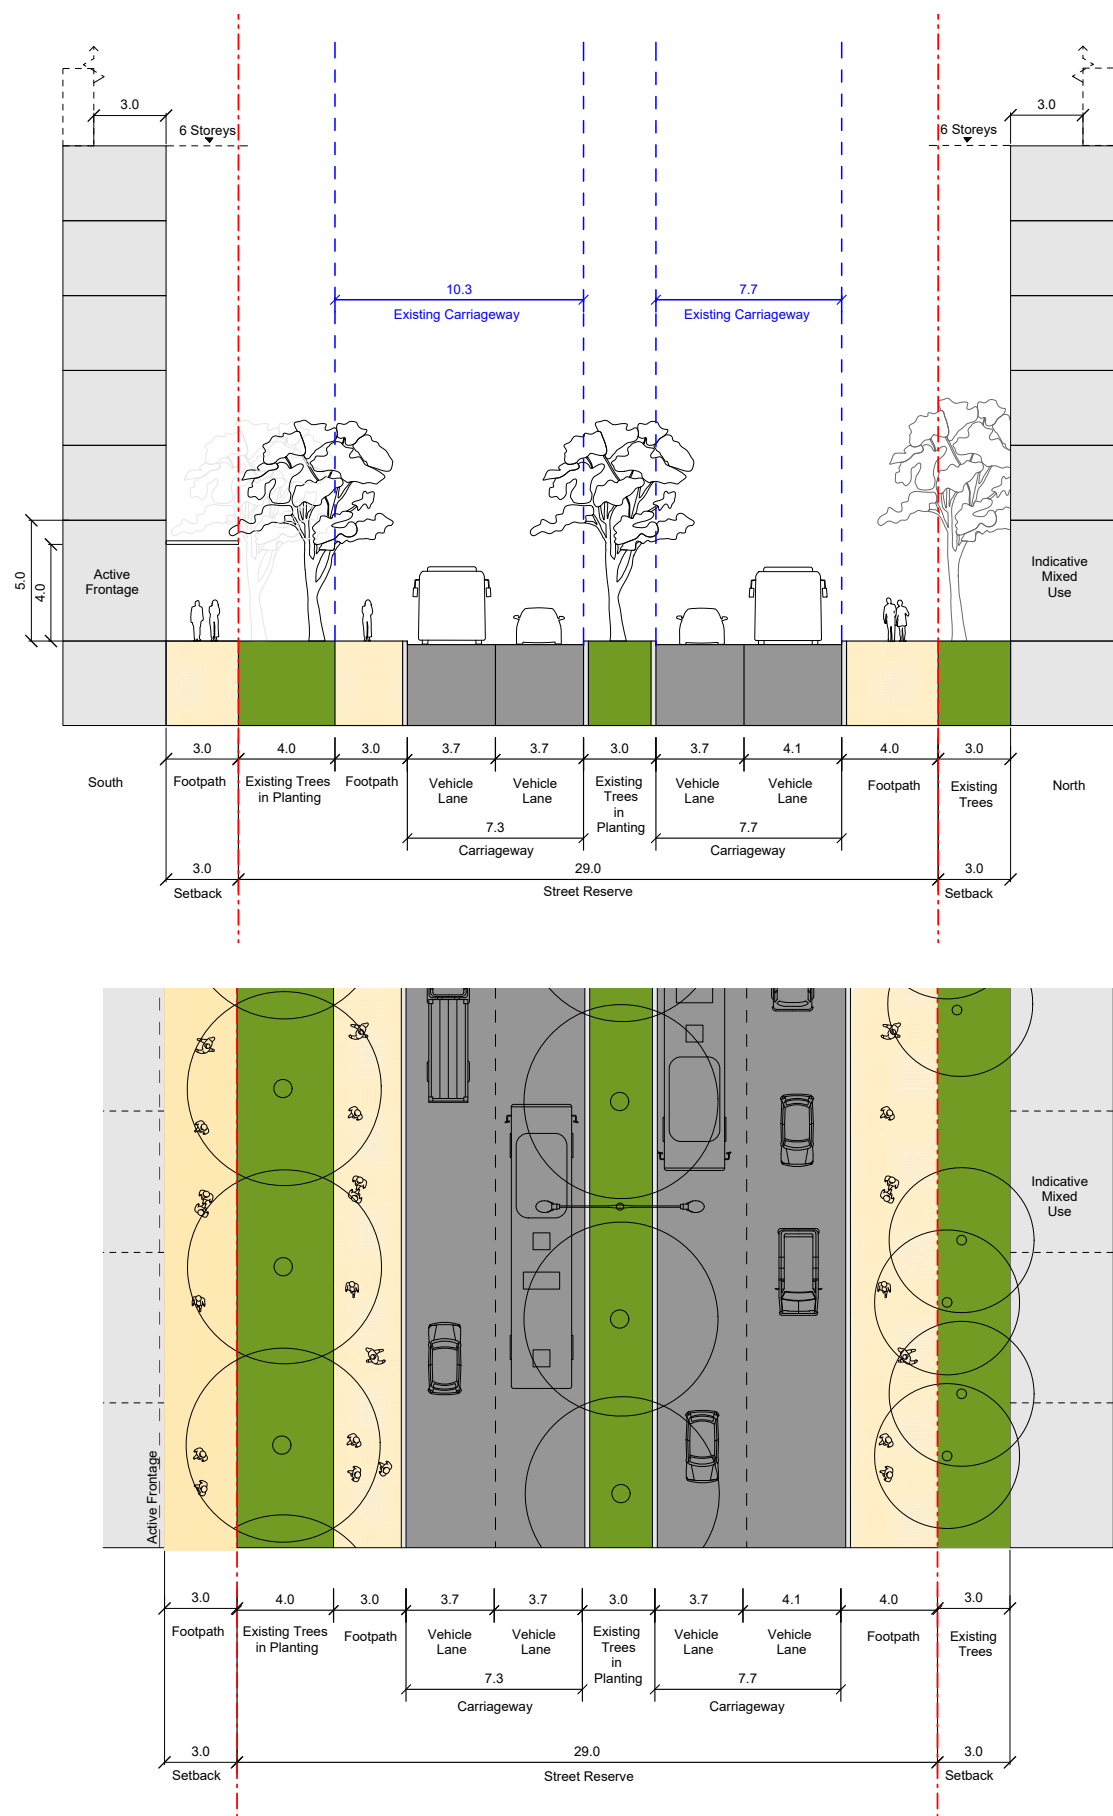 3.0
6 Storeys
6 Storeys
3.0
10.3
Existing Carriageway
7.7
Existing Carriageway
5.0
4.0
Active
Frontage
Indicative
Mixed
Use
3.0
4.0
3.0
3.7
3.7
3.0
3.7
4.1
4.0
3.0
South
Footpath
Existing Trees
in Planting
Footpath
Vehicle
Lane
Vehicle
Lane
Existing
Trees
in
Planting
Vehicle
Lane
Vehicle
Lane
Footpath
Existing
Trees
North
7.3
Carriageway
7.7
Carriageway
3.0
Setback
29.0
Street Reserve
3.0
Setback
Indicative
Mixed
Use
Active Frontage
3.0
4.0
3.0
3.7
3.7
3.0
3.7
4.1
4.0
3.0
Footpath
Existing Trees
in Planting
Footpath
Vehicle
Lane
Vehicle
Lane
Existing
Trees
in
Planting
Vehicle
Lane
Vehicle
Lane
Footpath
Existing
Trees
7.3
Carriageway
7.7
Carriageway
3.0
Setback
29.0
Street Reserve
3.0
Setback